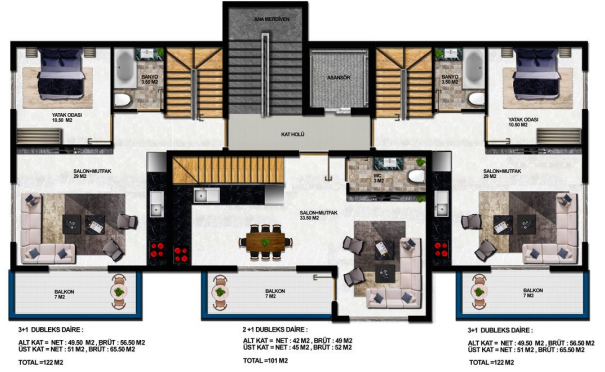 ANA MERDİVEN
BANYO
3.50 M2
ASANSÖR
BANYO
3.50 M2
YATAK ODASI
10.50 M2
YATAK ODASI
10.50 M2
KAT HOLÜ
SALON+MUTFAK
29 M2
WC
3 M2
SALON+MUTFAK
29 M2
SALON+MUTFAK
33.50 M2
BALKON
7 M2
BALKON
7 M2
BALKON
7 M2
3+1 DUBLEKS DAİRE :
ALT KAT = NET : 49.50 M2 , BRÜT : 56.50 M2
ÜST KAT = NET : 51 M2 , BRÜT : 65.50 M2
TOTAL =122 M2
2 +1 DUBLEKS DAİRE :
ALT KAT = NET : 42 M2 , BRÜT : 49 M2
ÜST KAT = NET : 45 M2 , BRÜT : 52 M2
TOTAL =101 M2
3+1 DUBLEKS DAİRE :
ALT KAT = NET : 49.50 M2 , BRÜT : 56.50 M2
ÜST KAT = NET : 51 M2 , BRÜT : 65.50 M2
TOTAL =122 M2